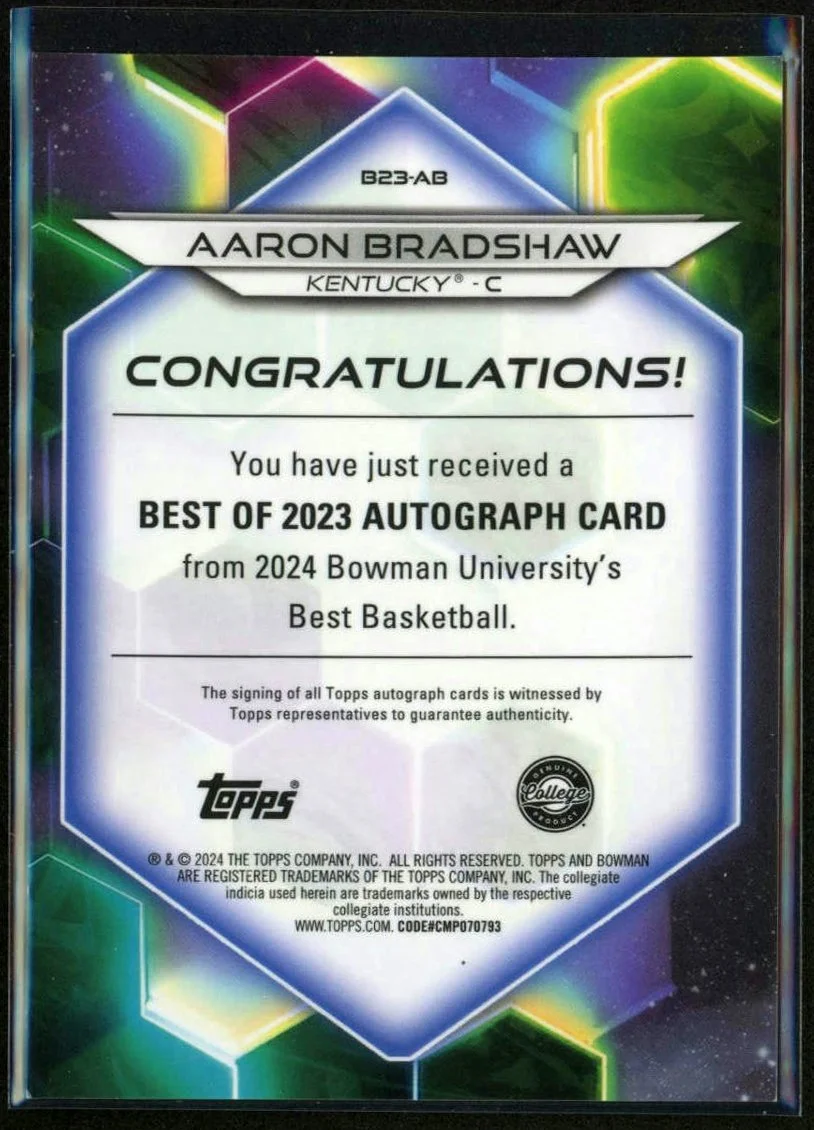 B23-AB
AARON BRADSHAW
KENTUCKY® - C
CONGRATULATIONS!
You have just received a
BEST OF 2023 AUTOGRAPH CARD
from 2024 Bowman University's
Best Basketball.
The signing of all Topps autograph cards is witnessed by
Topps representatives to guarantee authenticity.
topps®
GENUINE
College
PRODUCT
® & © 2024 THE TOPPS COMPANY, INC. ALL RIGHTS RESERVED. TOPPS AND BOWMAN
ARE REGISTERED TRADEMARKS OF THE TOPPS COMPANY, INC. The collegiate
indicia used herein are trademarks owned by the respective
collegiate institutions.
WWW.TOPPS.COM. CODE#CMP070793